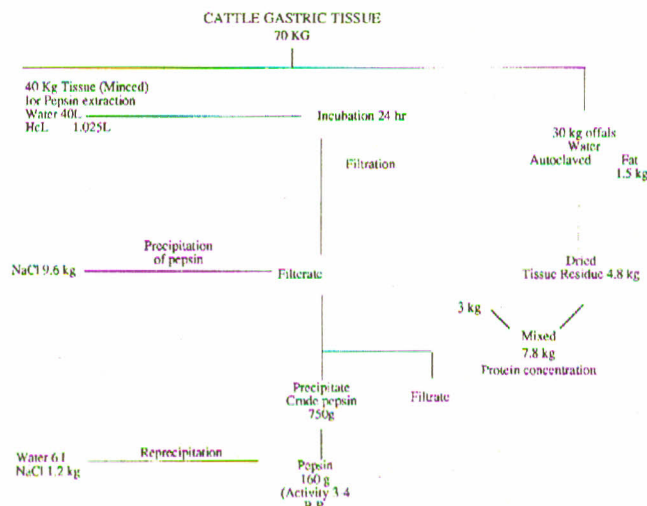 CATTLE GASTRIC TISSUE
70 KG
40 Kg Tissue (Minced)
for Pepsin extraction
Water 40L
HcL 1.025L
Incubation 24 hr
30 kg offals
Water
Autoclaved Fat
1.5 kg
Filtration
Precipitation
of pepsin
NaCl 9.6 kg
Filterate
Dried
Tissue Residue 4.8 kg
3 kg
Mixed
7.8 kg
Protein concentration
Precipitate
Crude pepsin
750g
Filtrate
Water 6 l
NaCl 1.2 kg
Reprecipitation
Pepsin
160 g
(Activity 3 4